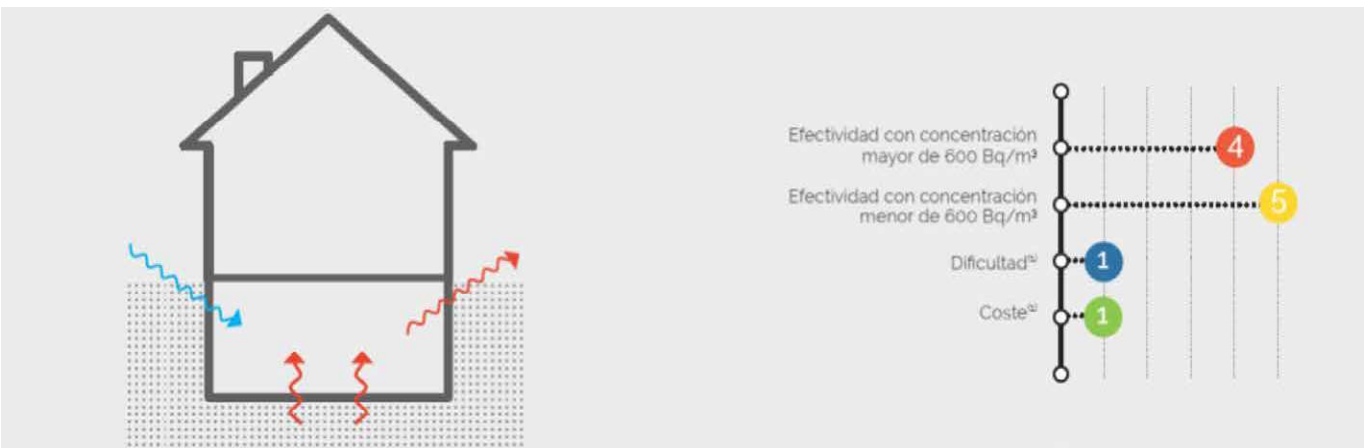 Efectividad con concentración
mayor de 600 Bq/m³
4
Efectividad con concentración
menor de 600 Bq/m³
5
Dificultad⁽¹⁾
1
Coste⁽²⁾
1